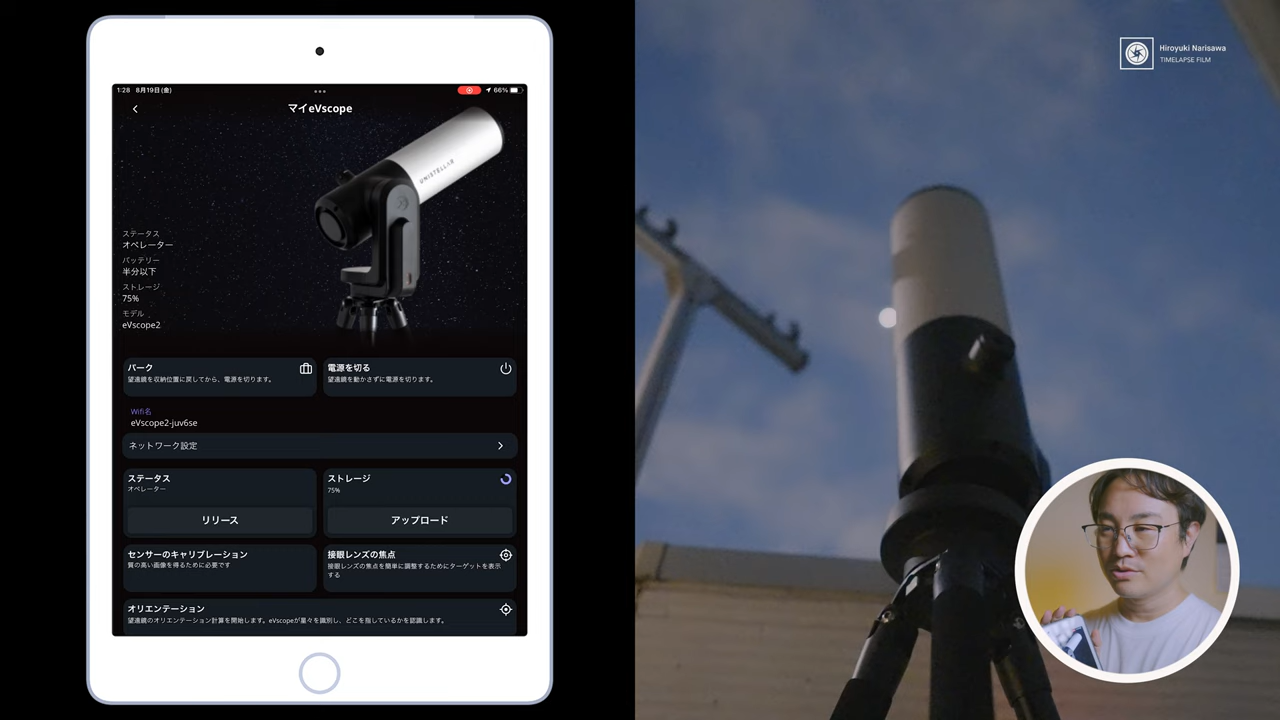 1:28 8月19日(金)
66%
マイeVscope
UNISTELLAR
ステータス
オペレーター
バッテリー
半分以下
ストレージ
75%
モデル
eVscope2
パーク
望遠鏡を収納位置に戻してから、電源を切ります。
電源を切る
望遠鏡を動かさずに電源を切ります。
Wifi名
eVscope2-juv6se
ネットワーク設定
ステータス
オペレーター
リリース
ストレージ
75%
アップロード
センサーのキャリブレーション
質の高い画像を得るために必要です
接眼レンズの焦点
接眼レンズの焦点を簡単に調整するためにターゲットを表示
する
オリエンテーション
望遠鏡のオリエンテーション計算を開始します。eVscopeが星々を識別し、どこを指しているかを認識します。
Hiroyuki Narisawa
TIMELAPSE FILM